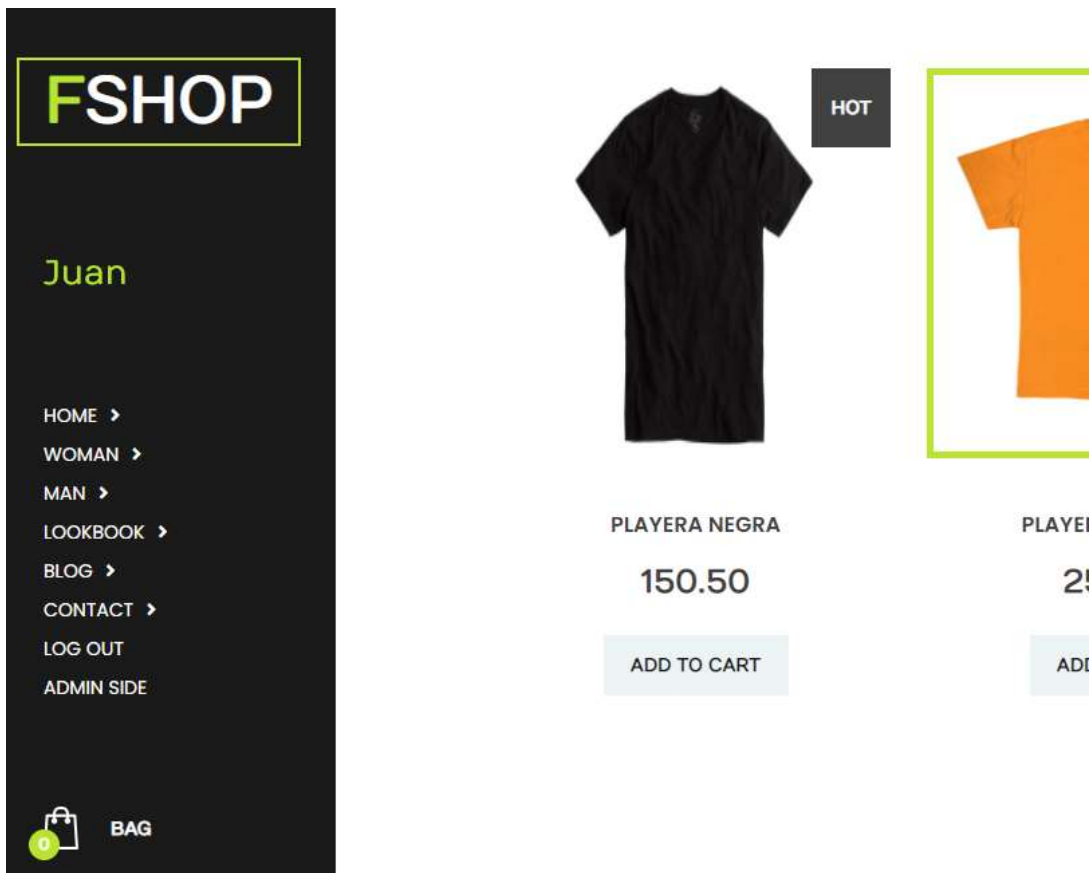 FSHOP
Juan
HOME
WOMAN
MAN
LOOKBOOK
BLOG
CONTACT
LOG OUT
ADMIN SIDE
0
BAG
HOT
PLAYERA NEGRA
150.50
ADD TO CART